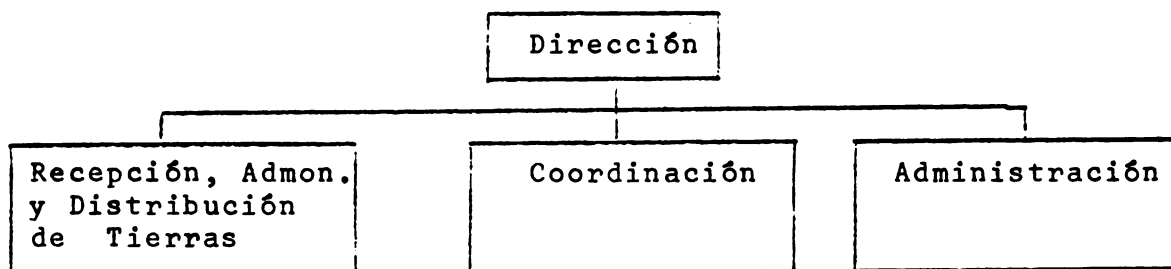 Dirección
Recepción, Admon.
y Distribución
de Tierras
Coordinación
Administración